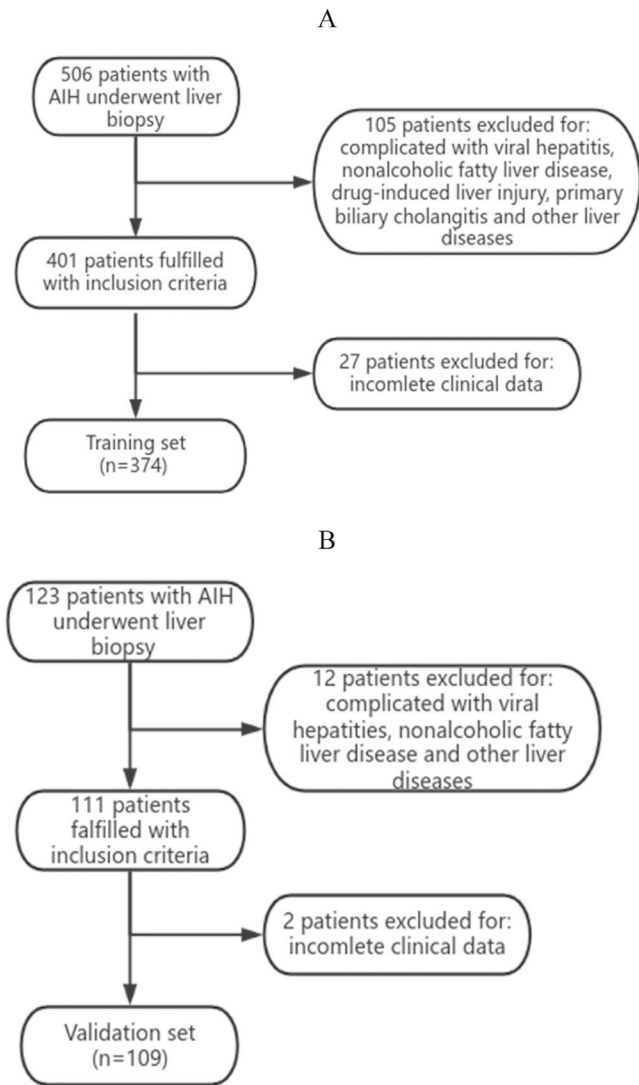 A
506 patients with
AIH underwent liver
biopsy
105 patients excluded for:
complicated with viral hepatitis,
nonalcoholic fatty liver disease,
drug-induced liver injury, primary
biliary cholangitis and other liver
diseases
401 patients fulfilled
with inclusion criteria
27 patients excluded for:
incomlete clinical data
Training set
(n=374)
B
123 patients with AIH
underwent liver
biopsy
12 patients excluded for:
complicated with viral
hepatities, nonalcoholic fatty
liver disease and other liver
diseases
111 patients
falfilled with
inclusion criteria
2 patients excluded for:
incomlete clinical data
Validation set
(n=109)